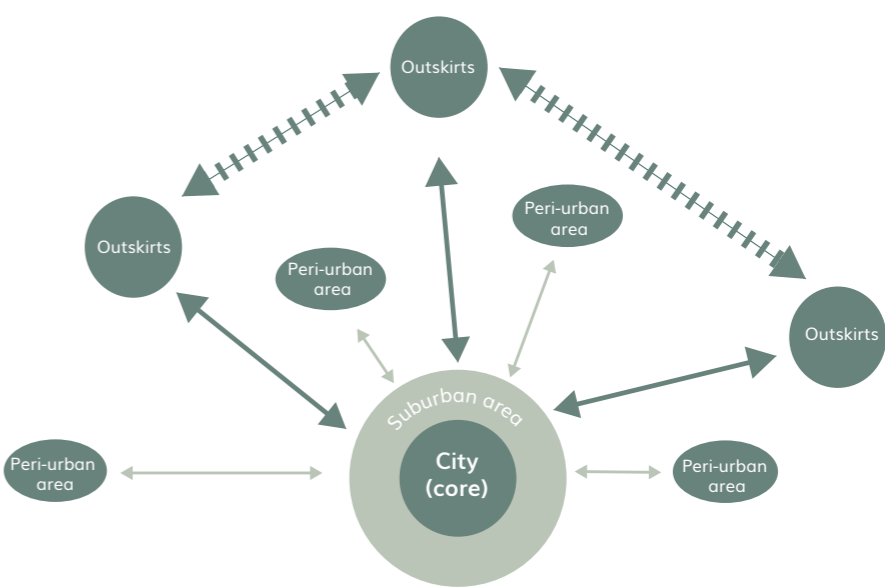 Outskirts
Peri-urban
area
Outskirts
Peri-urban
area
Outskirts
Suburban area
City
(core)
Peri-urban
area
Peri-urban
area